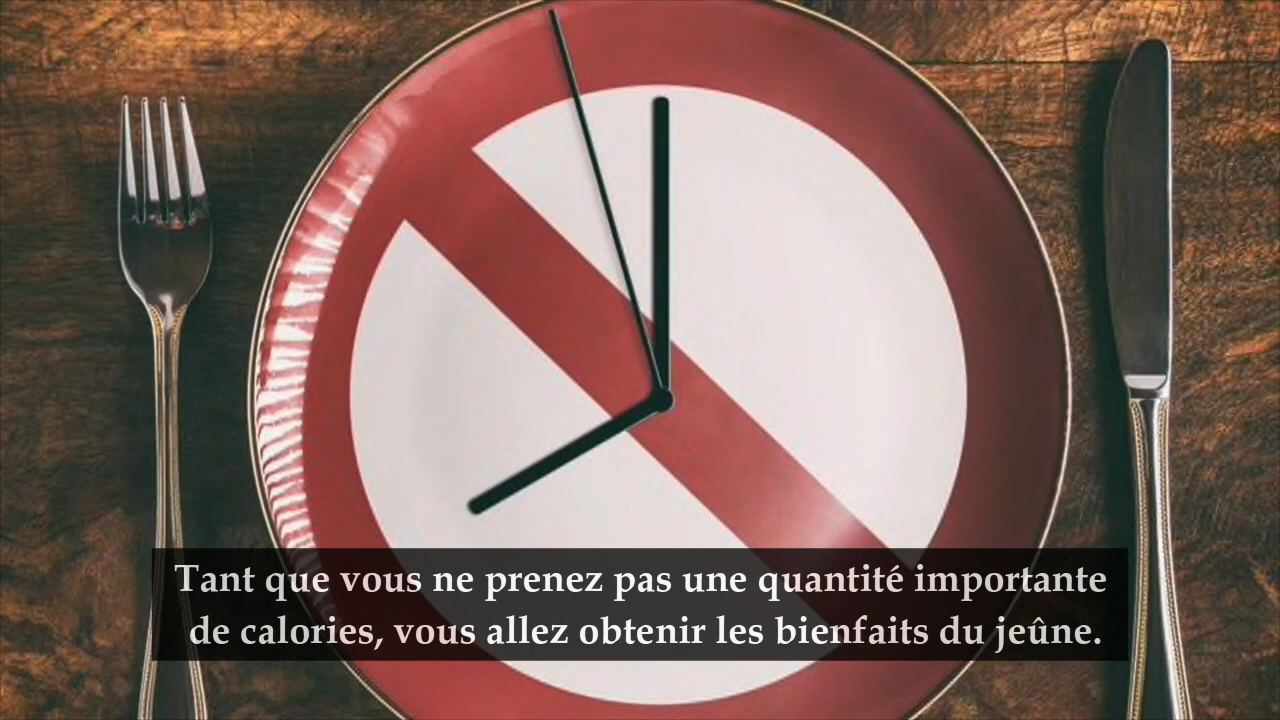 Tant que vous ne prenez pas une quantité importante
de calories, vous allez obtenir les bienfaits du jeûne.